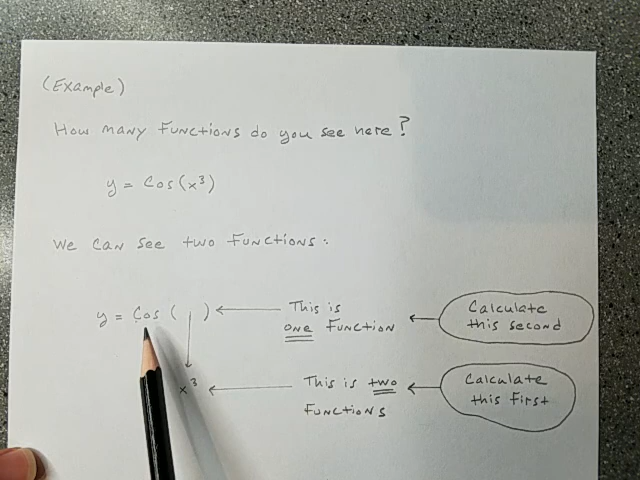 (Example)
How many functions do you see here?
y = cos(x³)
We can see two functions:
y = cos ( ) ← This is one function ← Calculate this second
x³ ← This is two functions ← Calculate this first